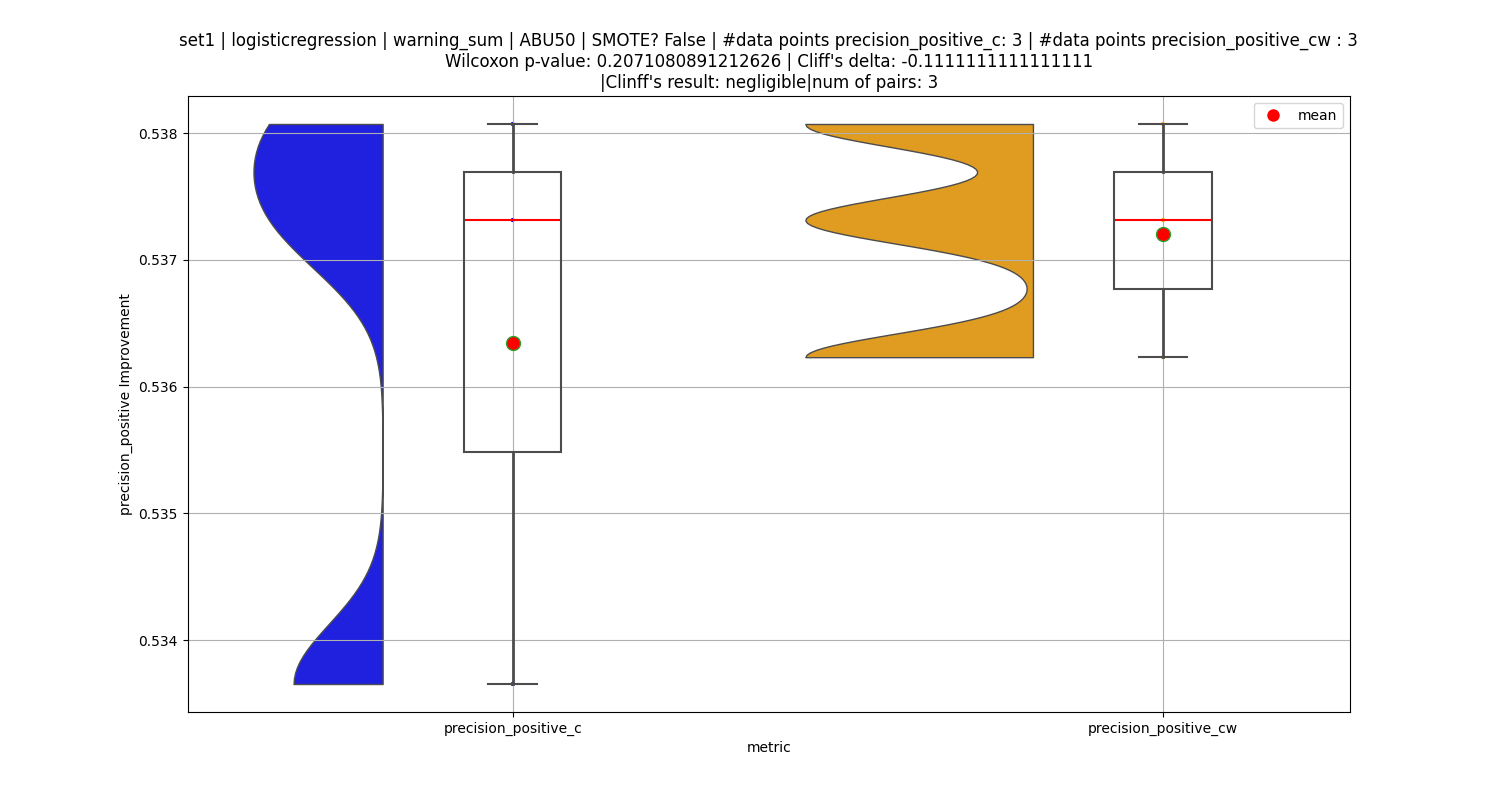 set1 | logisticregression | warning_sum | ABU50 | SMOTE? False | #data points precision_positive_c: 3 | #data points precision_positive_cw : 3
Wilcoxon p-value: 0.2071080891212626 | Cliff's delta: -0.1111111111111111
|Clinff's result: negligible|num of pairs: 3
mean
0.538
0.537
0.536
0.535
0.534
precision_positive Improvement
precision_positive_c
precision_positive_cw
metric